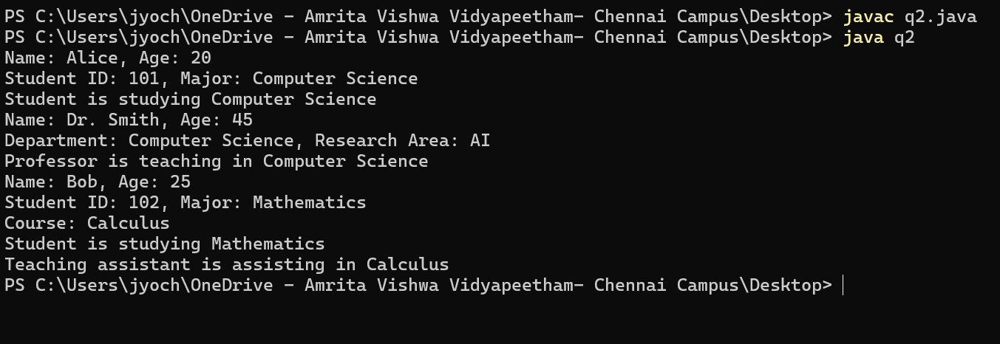 PS C:\Users\jyoch\OneDrive - Amrita Vishwa Vidyapeetham- Chennai Campus\Desktop> javac q2.java
PS C:\Users\jyoch\OneDrive - Amrita Vishwa Vidyapeetham- Chennai Campus\Desktop> java q2
Name: Alice, Age: 20
Student ID: 101, Major: Computer Science
Student is studying Computer Science
Name: Dr. Smith, Age: 45
Department: Computer Science, Research Area: AI
Professor is teaching in Computer Science
Name: Bob, Age: 25
Student ID: 102, Major: Mathematics
Course: Calculus
Student is studying Mathematics
Teaching assistant is assisting in Calculus
PS C:\Users\jyoch\OneDrive - Amrita Vishwa Vidyapeetham- Chennai Campus\Desktop>